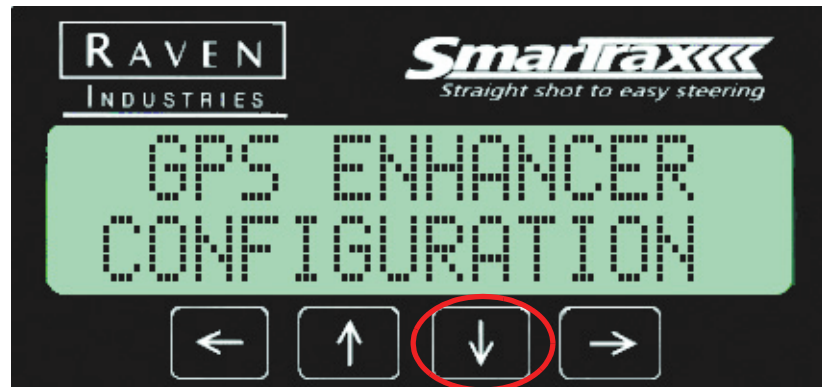 RAVEN
INDUSTRIES
SmarTrax
Straight shot to easy steering
GPS ENHANCER
CONFIGURATION